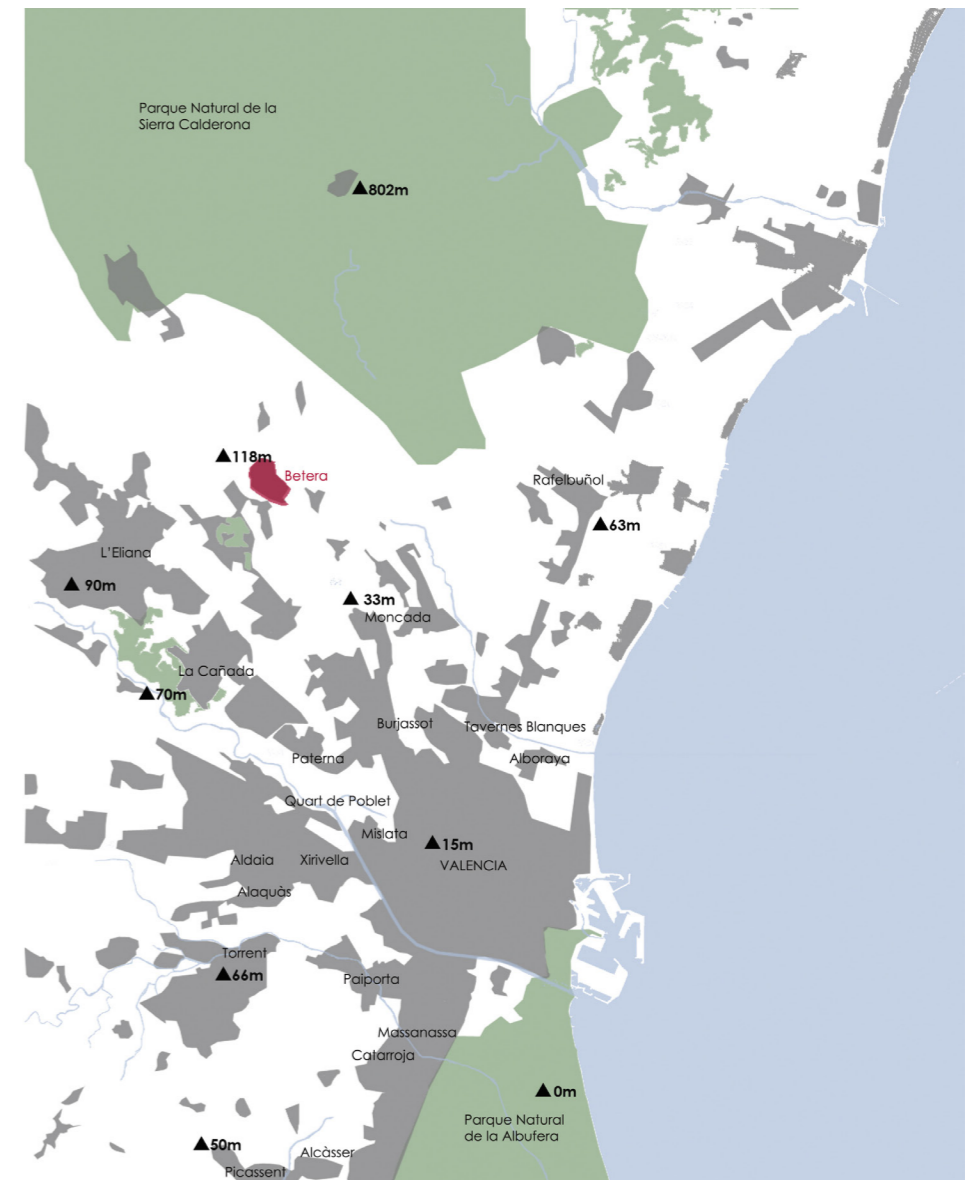 Parque Natural de la
Sierra Calderona
▲802m
▲118m
Betera
Rafelbuñol
▲63m
L'Eliana
▲90m
▲33m
Moncada
La Cañada
▲70m
Burjassot
Tavernes Blanques
Paterna
Alboraya
Quart de Poblet
Mislata
▲15m
VALENCIA
Aldaia
Xirivella
Alaquàs
Torrent
▲66m
Paiporta
Massanassa
Catarroja
▲0m
Parque Natural
de la Albufera
▲50m
Alcàsser
Picassent